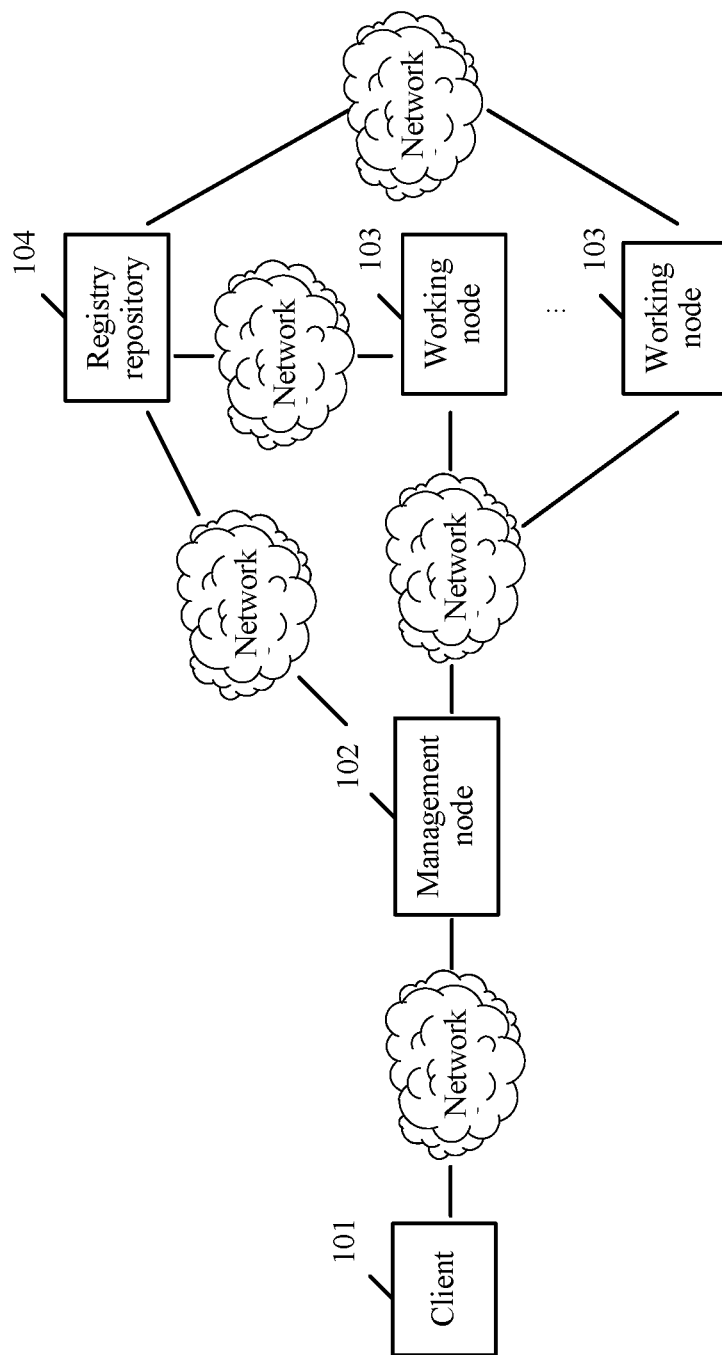 104
Registry
repository
Network
Network
Network
101
Client
Network
102
Management
node
Network
103
Working
node
...
103
Working
node